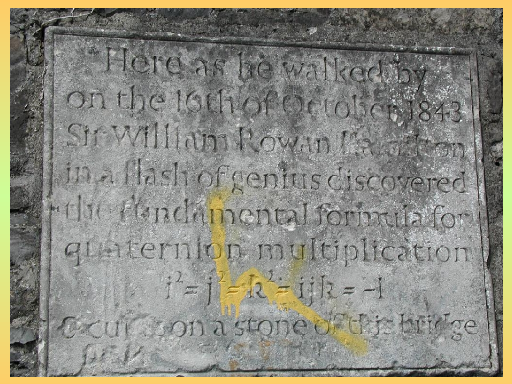 Here as he walked by
on the 16th of October 1843
Sir William Rowan Hamilton
in a flash of genius discovered
the fundamental formula for
quaternion multiplication
i² = j² = k² = ijk = -1
& cut it on a stone of this bridge